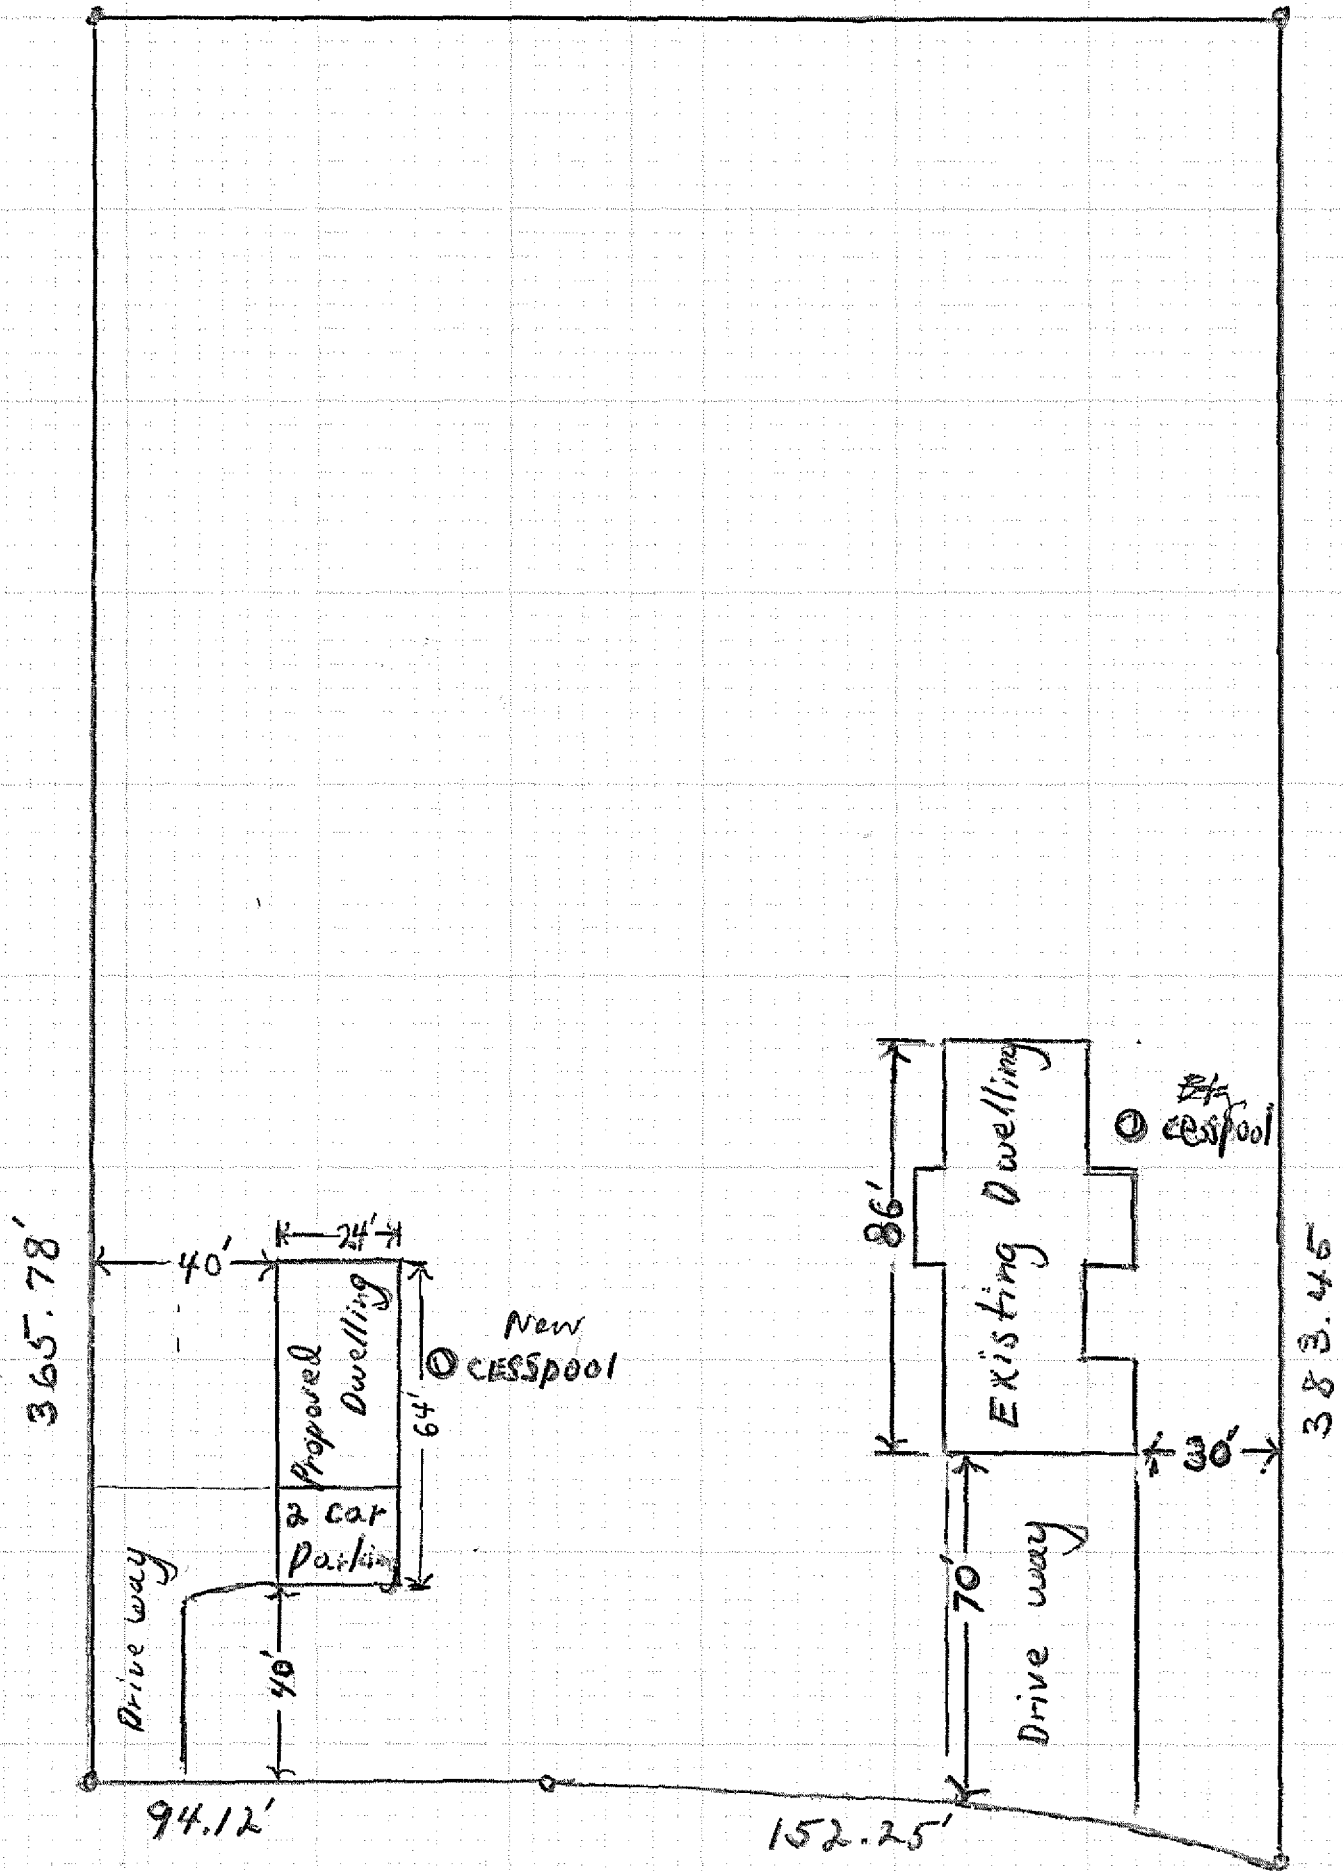 86'
Existing Dwelling
cesspool
365.78'
40'
24'
Proposed
Dwelling
64'
New
CESSPOOL
383.45
30'
2 car
Parking
Drive way
40'
70'
Drive way
94.12'
152.25'